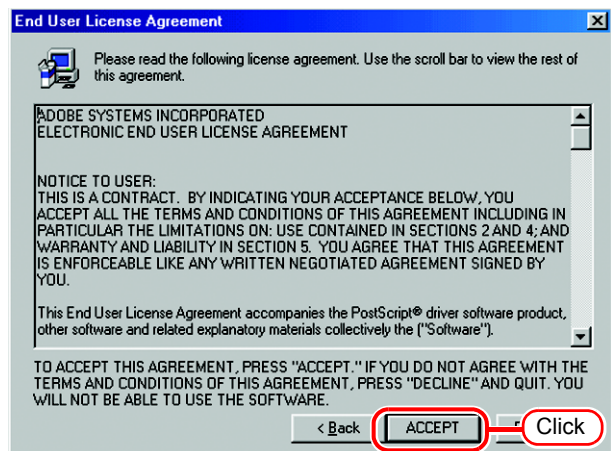 End User License Agreement
Please read the following license agreement. Use the scroll bar to view the rest of
this agreement.
ADOBE SYSTEMS INCORPORATED
ELECTRONIC END USER LICENSE AGREEMENT
NOTICE TO USER:
THIS IS A CONTRACT. BY INDICATING YOUR ACCEPTANCE BELOW, YOU
ACCEPT ALL THE TERMS AND CONDITIONS OF THIS AGREEMENT INCLUDING IN
PARTICULAR THE LIMITATIONS ON: USE CONTAINED IN SECTIONS 2 AND 4; AND
WARRANTY AND LIABILITY IN SECTION 5. YOU AGREE THAT THIS AGREEMENT
IS ENFORCEABLE LIKE ANY WRITTEN NEGOTIATED AGREEMENT SIGNED BY
YOU.
This End User License Agreement accompanies the PostScript® driver software product,
other software and related explanatory materials collectively the ("Software").
TO ACCEPT THIS AGREEMENT, PRESS "ACCEPT." IF YOU DO NOT AGREE WITH THE
TERMS AND CONDITIONS OF THIS AGREEMENT, PRESS "DECLINE" AND QUIT. YOU
WILL NOT BE ABLE TO USE THE SOFTWARE.
< Back ACCEPT Click